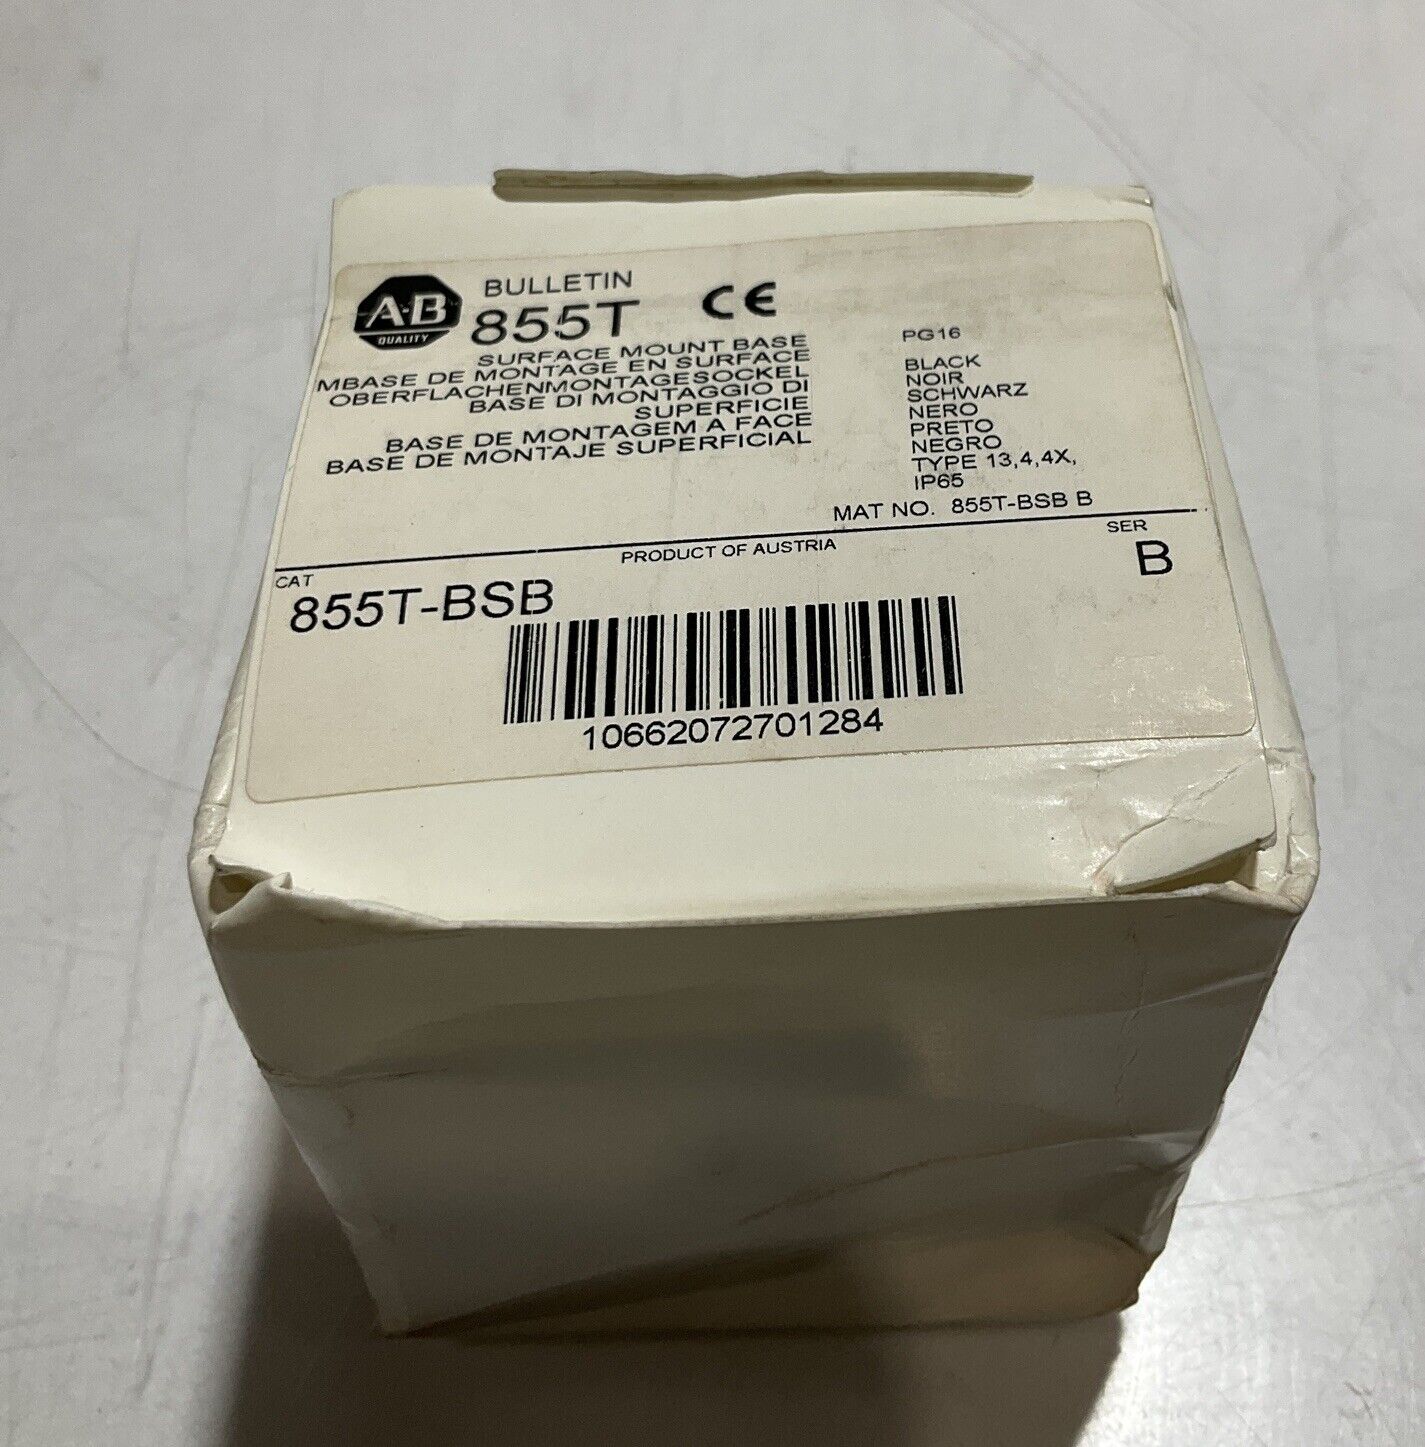 A-B
QUALITY
BULLETIN
855T
CE
SURFACE MOUNT BASE
MBASE DE MONTAGE EN SURFACE
OBERFLACHENMONTAGESOCKEL
BASE DI MONTAGGIO DI
SUPERFICIE
BASE DE MONTAGEM A FACE
BASE DE MONTAJE SUPERFICIAL
PG16
BLACK
NOIR
SCHWARZ
NERO
PRETO
NEGRO
TYPE 13,4,4X,
IP65
MAT NO. 855T-BSB B
PRODUCT OF AUSTRIA
SER
B
CAT
855T-BSB
10662072701284